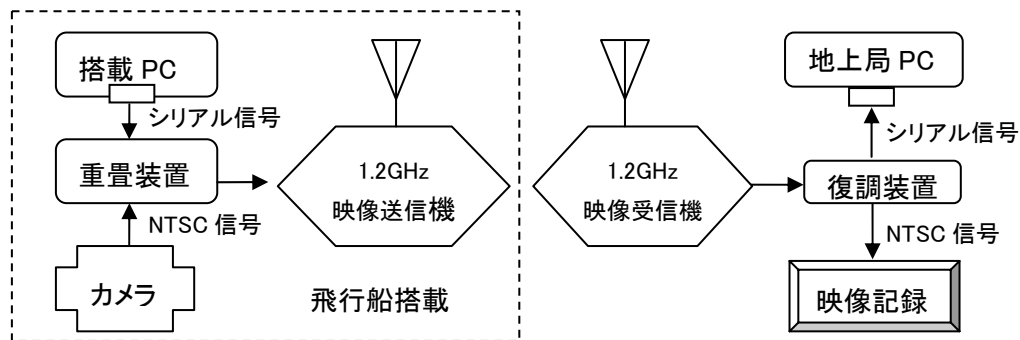 搭載 PC
シリアル信号
重畳装置
NTSC 信号
カメラ
1.2GHz
映像送信機
飛行船搭載
1.2GHz
映像受信機
地上局 PC
シリアル信号
復調装置
NTSC 信号
映像記録